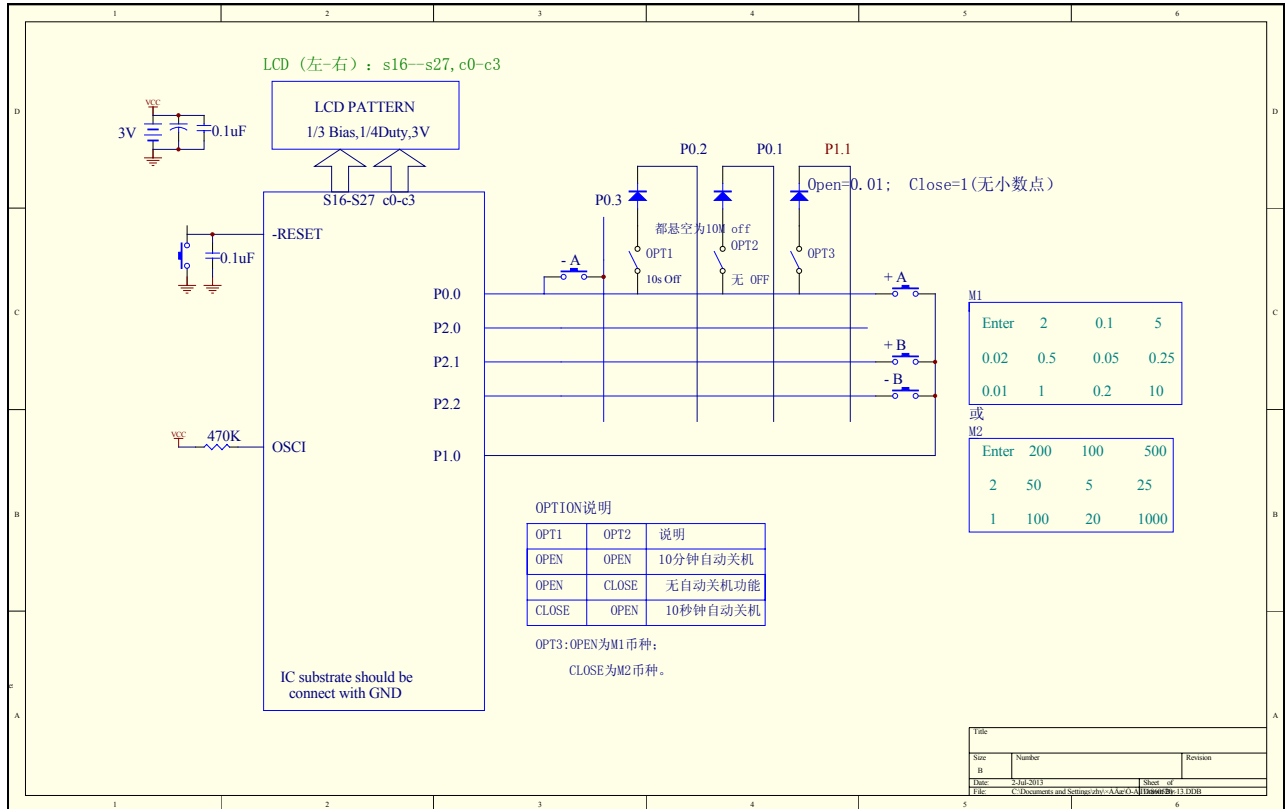 1 2 3 4 5 6
D
C
B
A
LCD (左-右): s16--s27,c0-c3
LCD PATTERN
1/3 Bias,1/4Duty,3V
VCC
3V
0.1uF
S16-S27 c0-c3
-RESET
0.1uF
P0.3
P0.2
P0.1
P1.1
Open=0.01; Close=1(无小数点)
都悬空为10M off
OPT1
OPT2
OPT3
10s Off
无 OFF
- A
+ A
P0.0
P2.0
P2.1
+ B
P2.2
- B
VCC
470K
OSCI
P1.0
M1
Enter 2 0.1 5
0.02 0.5 0.05 0.25
0.01 1 0.2 10
或
M2
Enter 200 100 500
2 50 5 25
1 100 20 1000
OPTION说明
OPT1 OPT2 说明
OPEN OPEN 10分钟自动关机
OPEN CLOSE 无自动关机功能
CLOSE OPEN 10秒钟自动关机
OPT3:OPEN为M1币种;
CLOSE为M2币种。
IC substrate should be
connect with GND
Title
Size Number Revision
B
Date: 2-Jul-2013 Sheet of
File: C:\Documents and Settings\zhy\
D
C
B
A
1 2 3 4 5 6